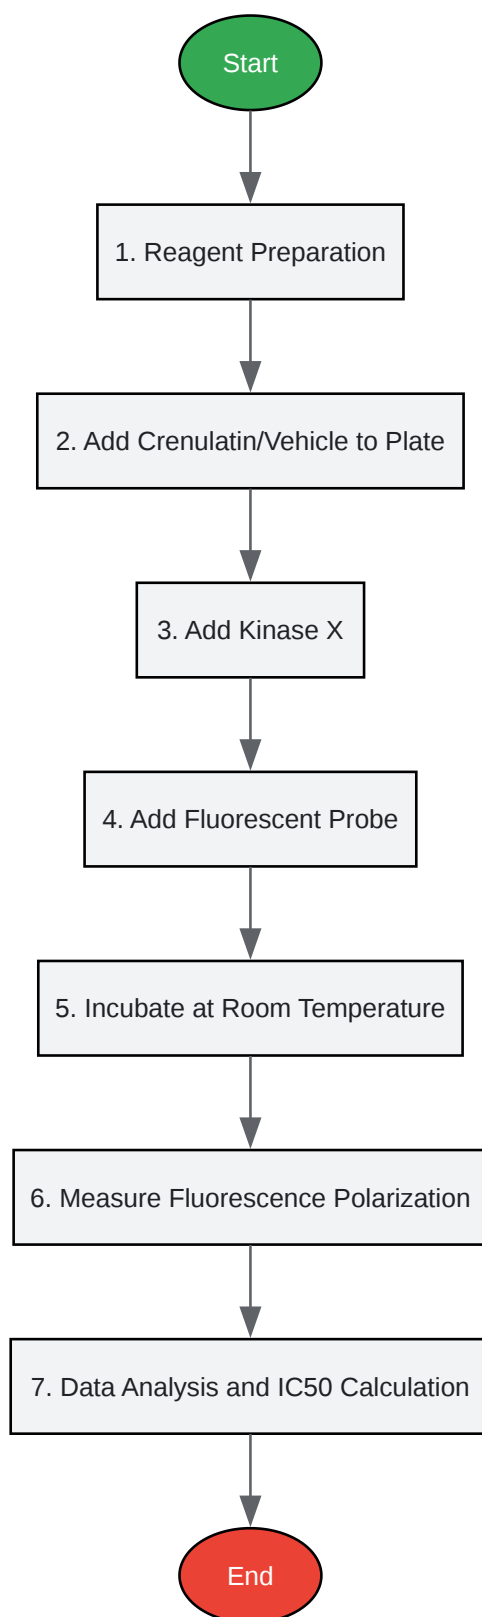 Start
1. Reagent Preparation
2. Add Crenulatin/Vehicle to Plate
3. Add Kinase X
4. Add Fluorescent Probe
5. Incubate at Room Temperature
6. Measure Fluorescence Polarization
7. Data Analysis and IC50 Calculation
End